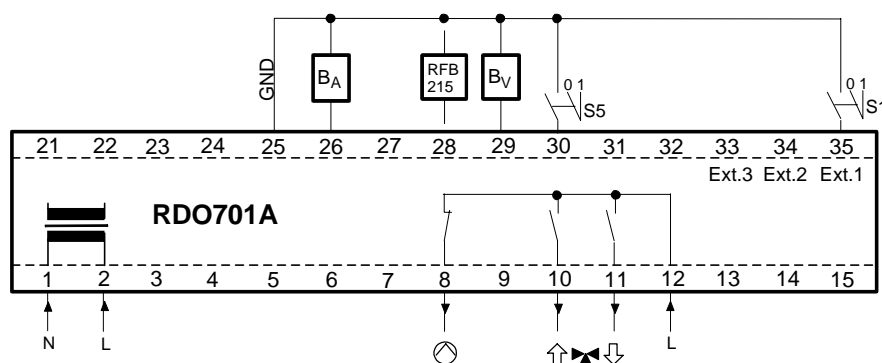 GND
B_A
RFB
215
B_V
0 1
S5
0 1
S1
21 22 23 24 25 26 27 28 29 30 31 32 33 34 35
Ext.3 Ext.2 Ext.1
RDO701A
1 2 3 4 5 6 7 8 9 10 11 12 13 14 15
N L L